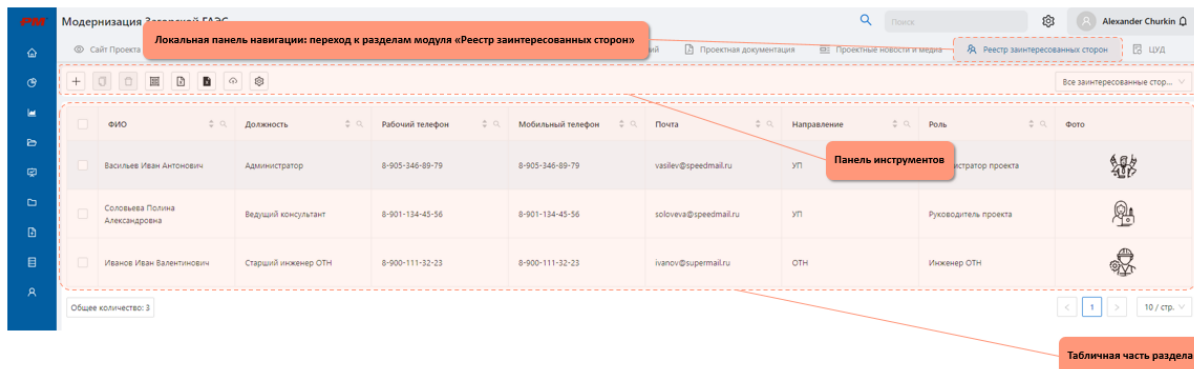 PM
Модернизация Загорской ГАЭС
Поиск
Alexander Churkin
Сайт Проекта
Локальная панель навигации: переход к разделам модуля «Реестр заинтересованных сторон»
Проектная документация
Проектные новости и медиа
Реестр заинтересованных сторон
ЦУД
Все заинтересованные стор...
ФИО
Должность
Рабочий телефон
Мобильный телефон
Почта
Направление
Роль
Фото
Васильев Иван Антонович
Администратор
8-905-346-89-79
8-905-346-89-79
vasilev@speedmail.ru
УП
Панель инструментов
стратор проекта
Соловьева Полина
Александровна
Ведущий консультант
8-901-134-45-56
8-901-134-45-56
soloveva@speedmail.ru
УП
Руководитель проекта
Иванов Иван Валентинович
Старший инженер ОТН
8-900-111-32-23
8-900-111-32-23
ivanov@supermail.ru
ОТН
Инженер ОТН
Общее количество: 3
1
10 / стр.
Табличная часть раздела